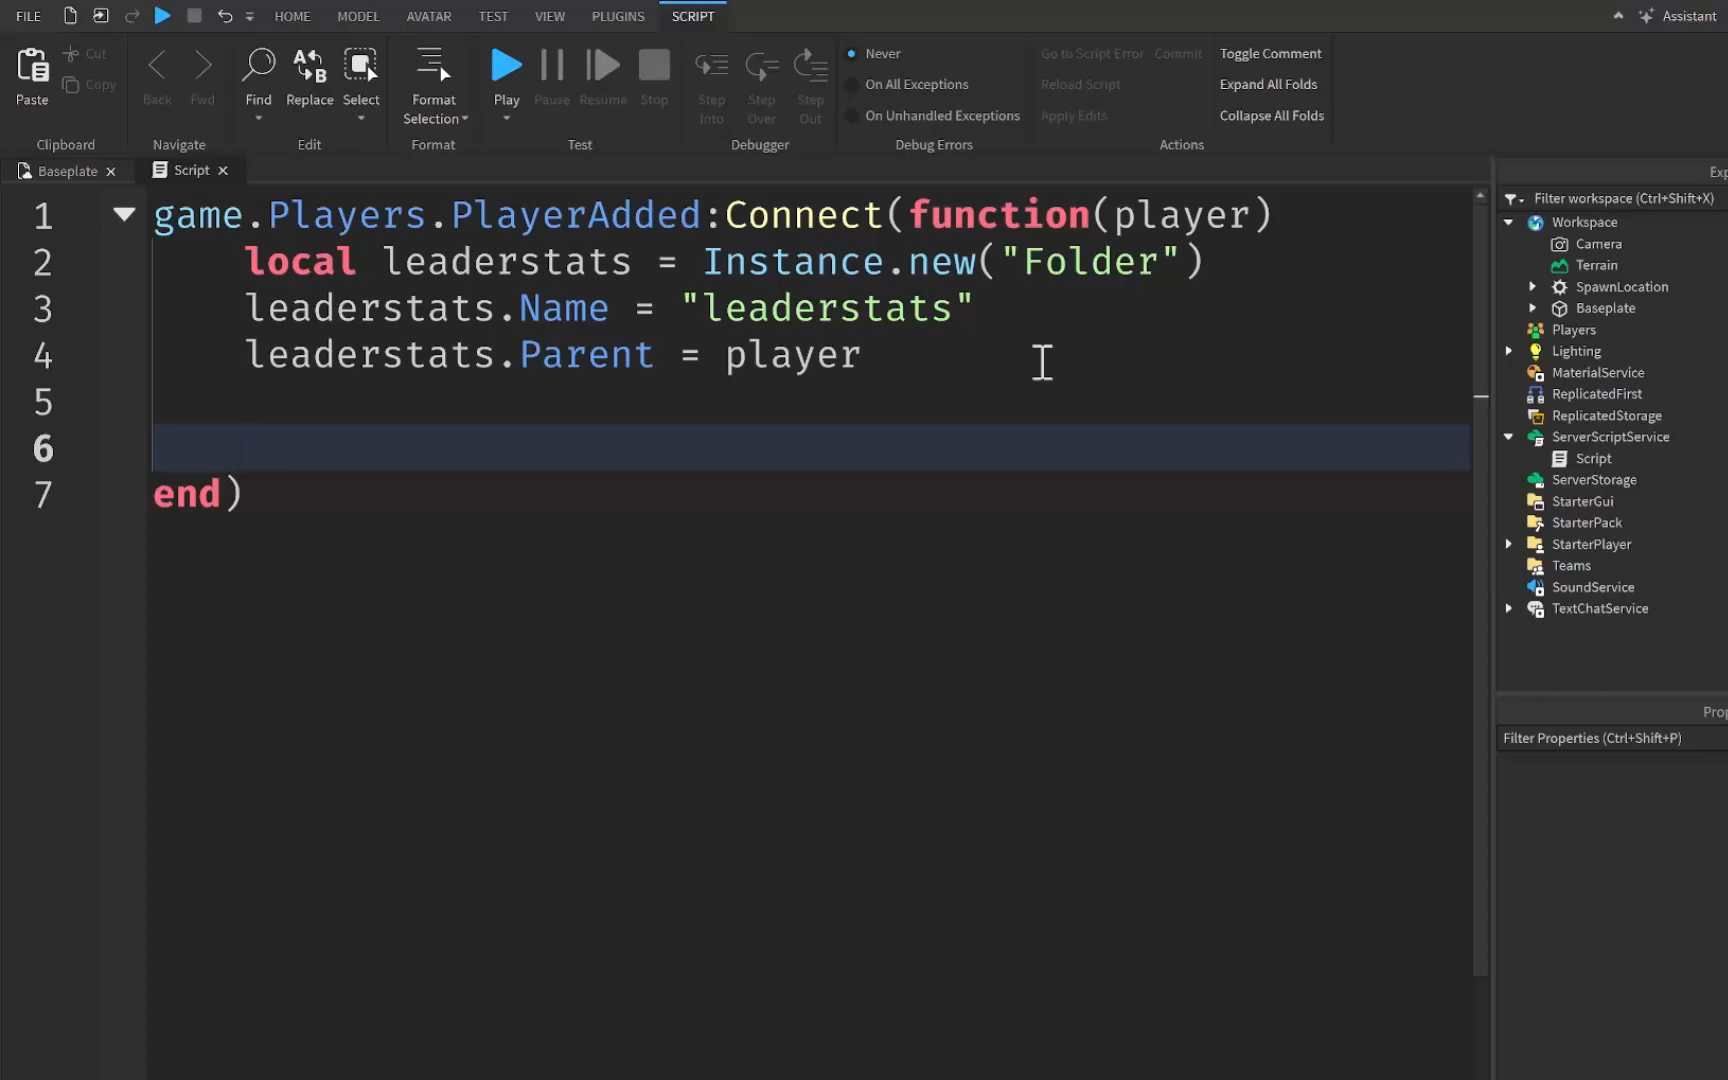 FILE HOME MODEL AVATAR TEST VIEW PLUGINS SCRIPT Assistant
Paste Cut Copy Back Fwd Find Replace Select Format Selection Play Pause Resume Stop Step Into Step Over Step Out
Never
On All Exceptions
On Unhandled Exceptions
Go to Script Error Commit
Reload Script
Apply Edits
Toggle Comment
Expand All Folds
Collapse All Folds
Clipboard Navigate Edit Format Test Debugger Debug Errors Actions
Baseplate Script
1 game.Players.PlayerAdded:Connect(function(player)
2 local leaderstats = Instance.new("Folder")
3 leaderstats.Name = "leaderstats"
4 leaderstats.Parent = player
5
6
7 end)
Filter workspace (Ctrl+Shift+X)
Workspace
Camera
Terrain
SpawnLocation
Baseplate
Players
Lighting
MaterialService
ReplicatedFirst
ReplicatedStorage
ServerScriptService
Script
ServerStorage
StarterGui
StarterPack
StarterPlayer
Teams
SoundService
TextChatService
Filter Properties (Ctrl+Shift+P)